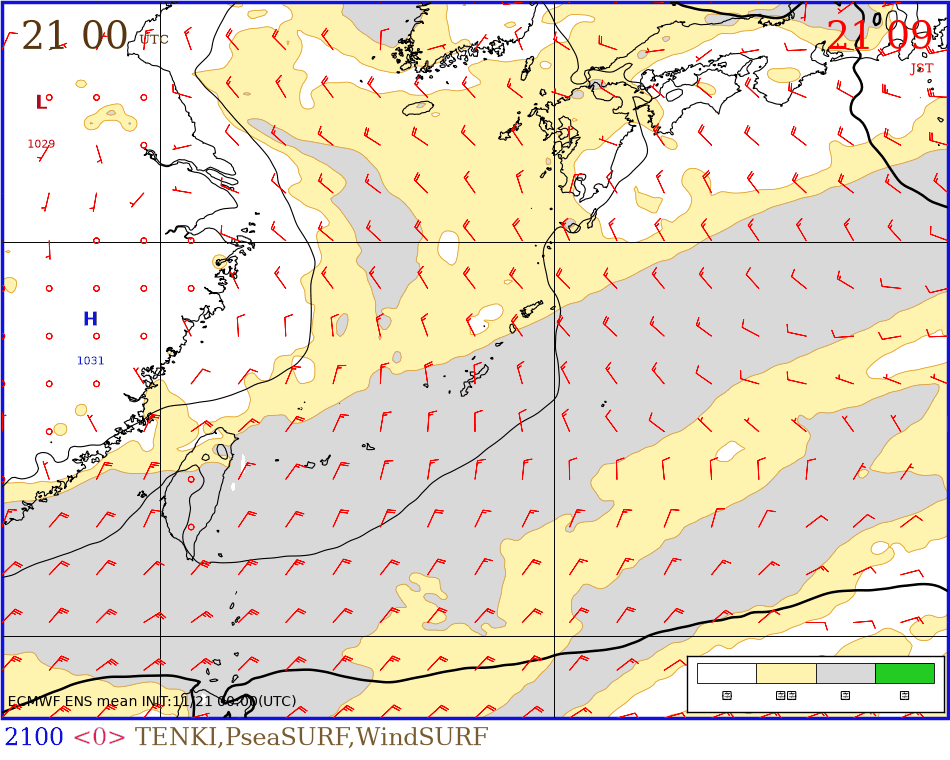 21 00 UTC
21 09
JST
L
1029
H
1031
ECMWF ENS mean INIT:11/21 00:00(UTC)
2100 <0> TENKI,PseaSURF,WindSURF